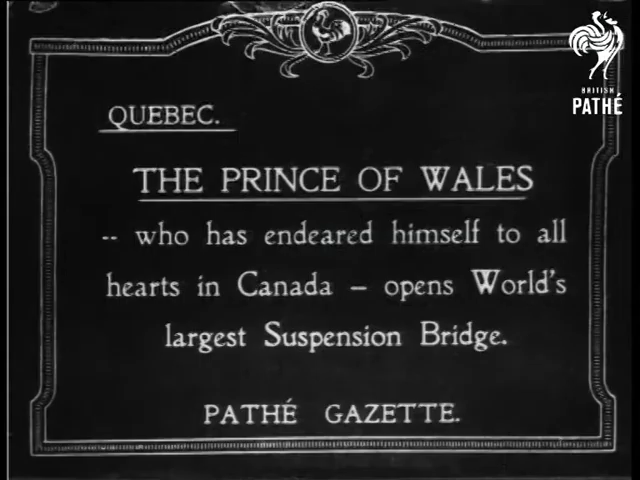 BRITISH
PATHÉ
QUEBEC.
THE PRINCE OF WALES
-- who has endeared himself to all
hearts in Canada – opens World's
largest Suspension Bridge.
PATHÉ GAZETTE.